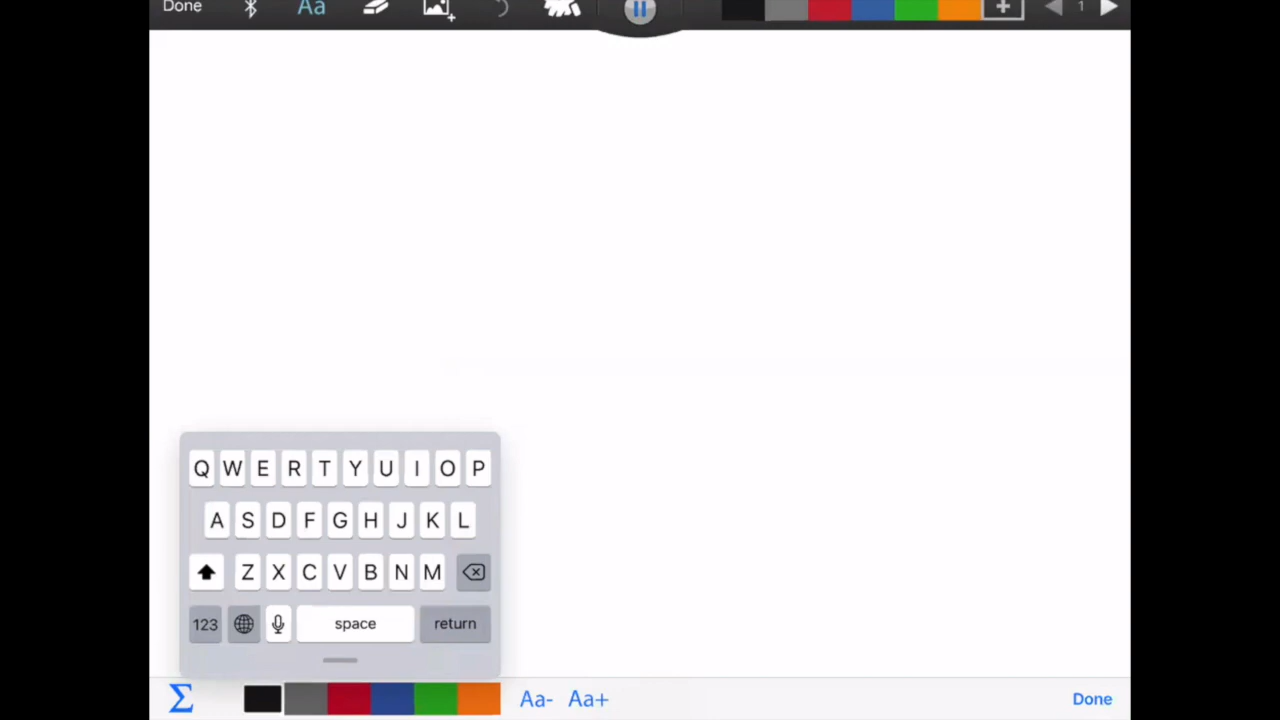 Done Aa 1
Q W E R T Y U I O P
A S D F G H J K L
Z X C V B N M
123 space return
Σ Aa- Aa+ Done